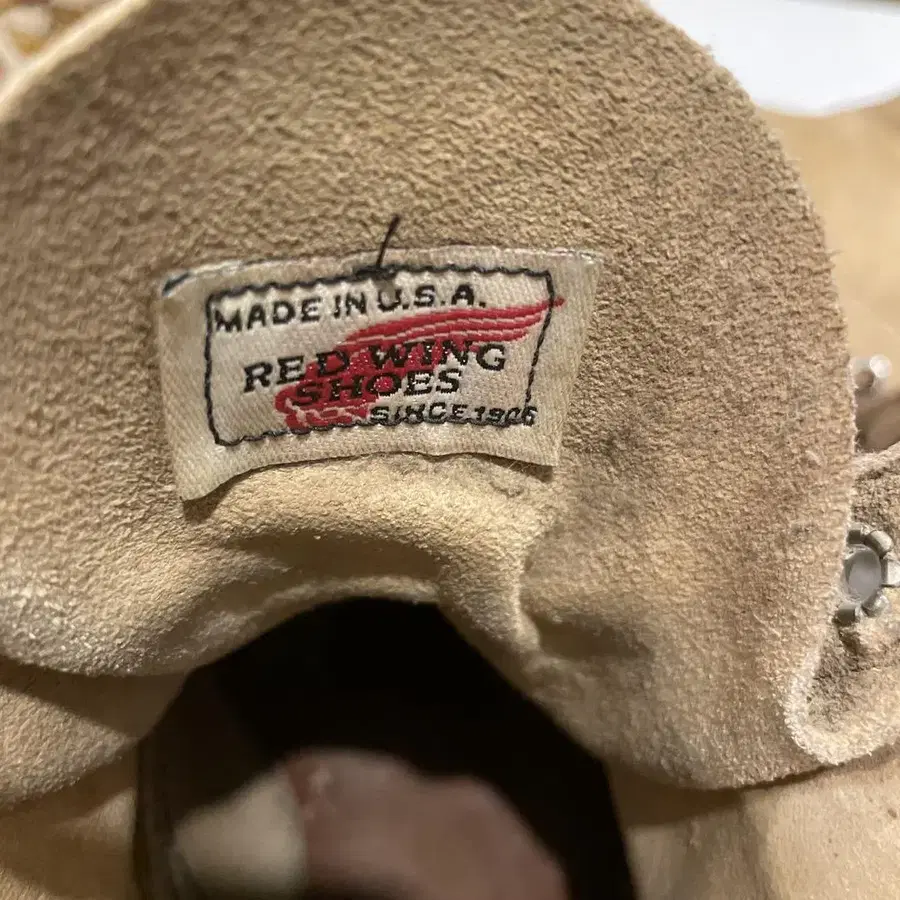 MADE IN U.S.A.
RED WING
SHOES
SINCE 1905